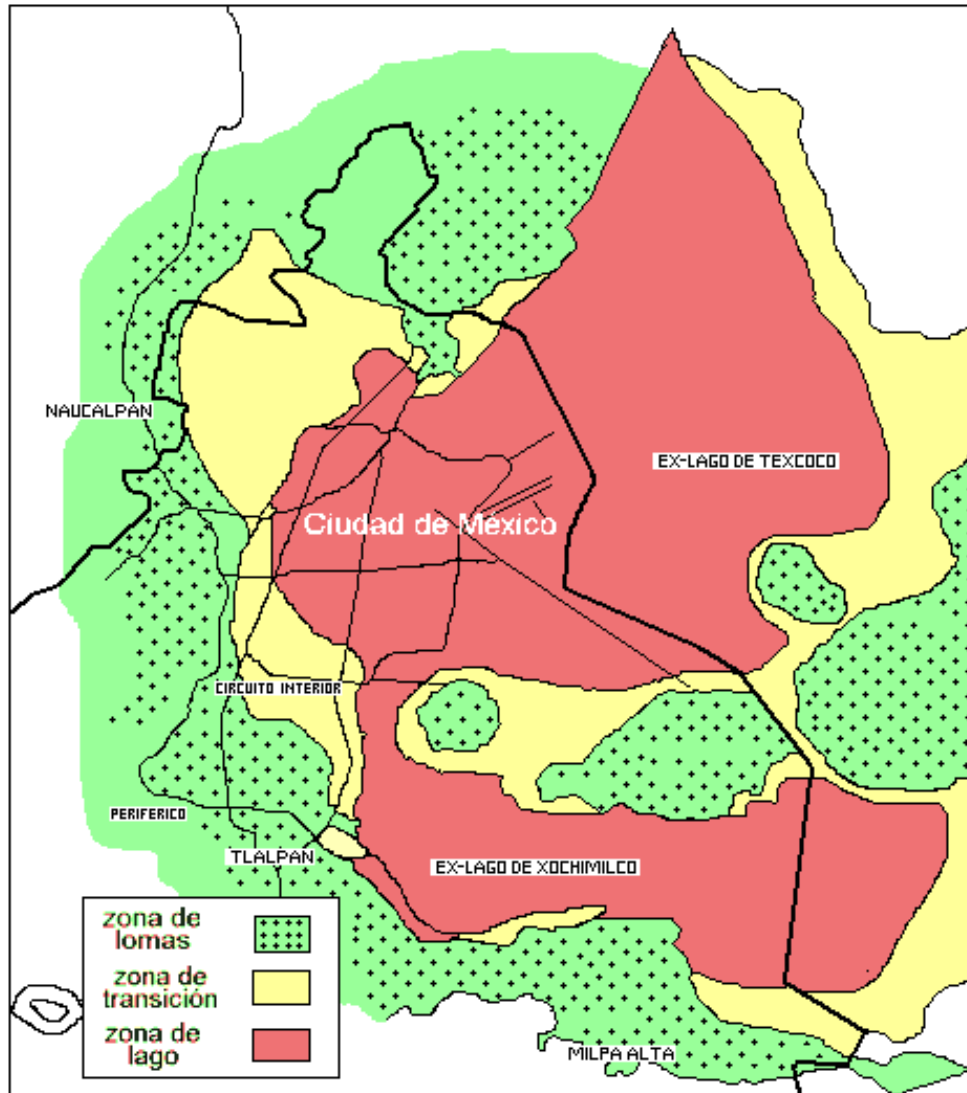 NAUCALPAN
EX-LAGO DE TEXCOCO
Ciudad de México
CIRCUITO INTERIOR
PERIFERICO
TLALPAN
EX-LAGO DE XOCHIMILCO
zona de
lomas
zona de
transición
zona de
lago
MILPA ALTA